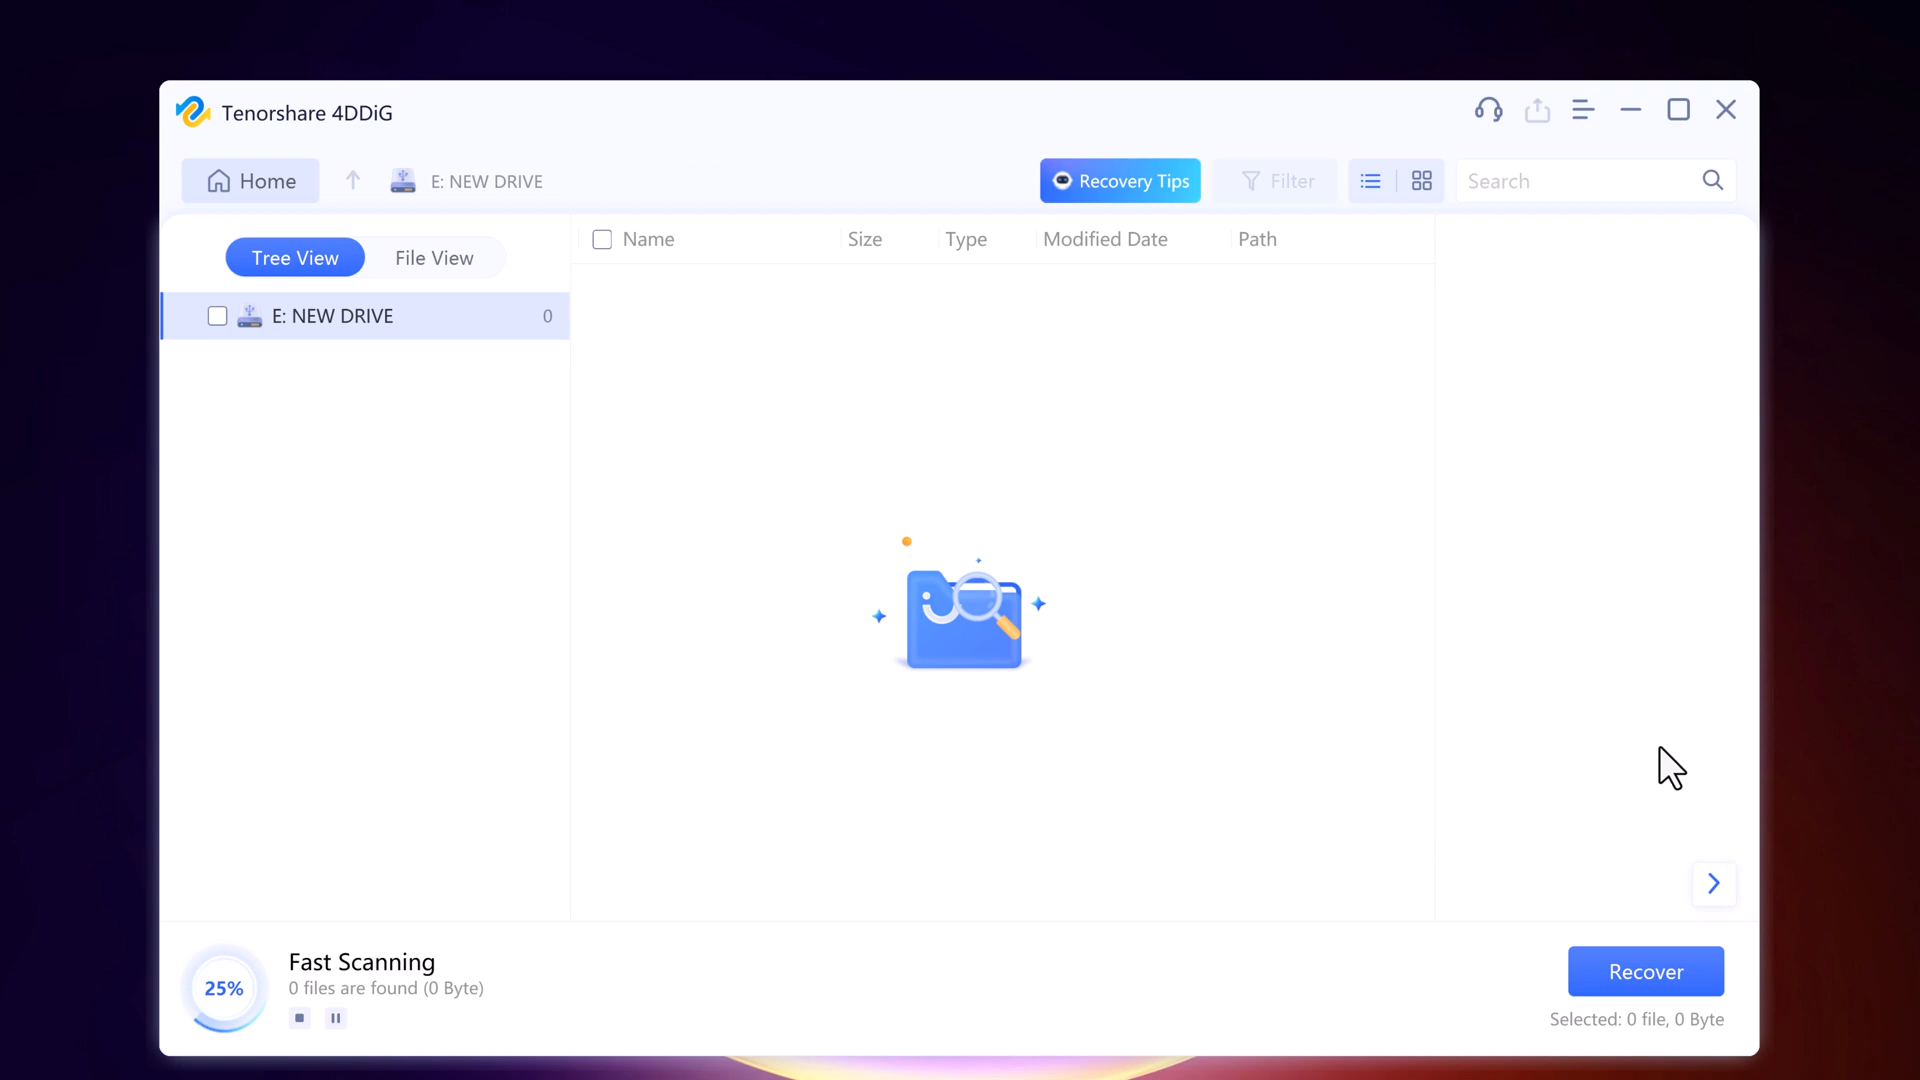 Tenorshare 4DDiG
Home
E: NEW DRIVE
Recovery Tips
Filter
Search
Tree View
File View
Name
Size
Type
Modified Date
Path
E: NEW DRIVE
0
25%
Fast Scanning
0 files are found (0 Byte)
Recover
Selected: 0 file, 0 Byte